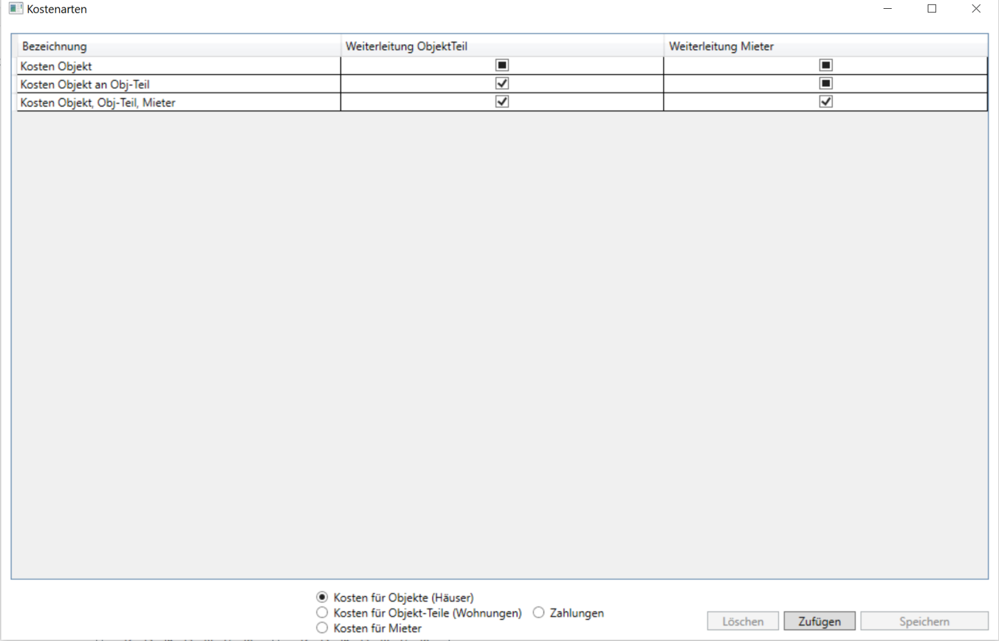 Kostenarten
Bezeichnung Weiterleitung ObjektTeil Weiterleitung Mieter
Kosten Objekt
Kosten Objekt an Obj-Teil
Kosten Objekt, Obj-Teil, Mieter
Kosten für Objekte (Häuser)
Kosten für Objekt-Teile (Wohnungen) Zahlungen
Kosten für Mieter
Löschen Zufügen Speichern